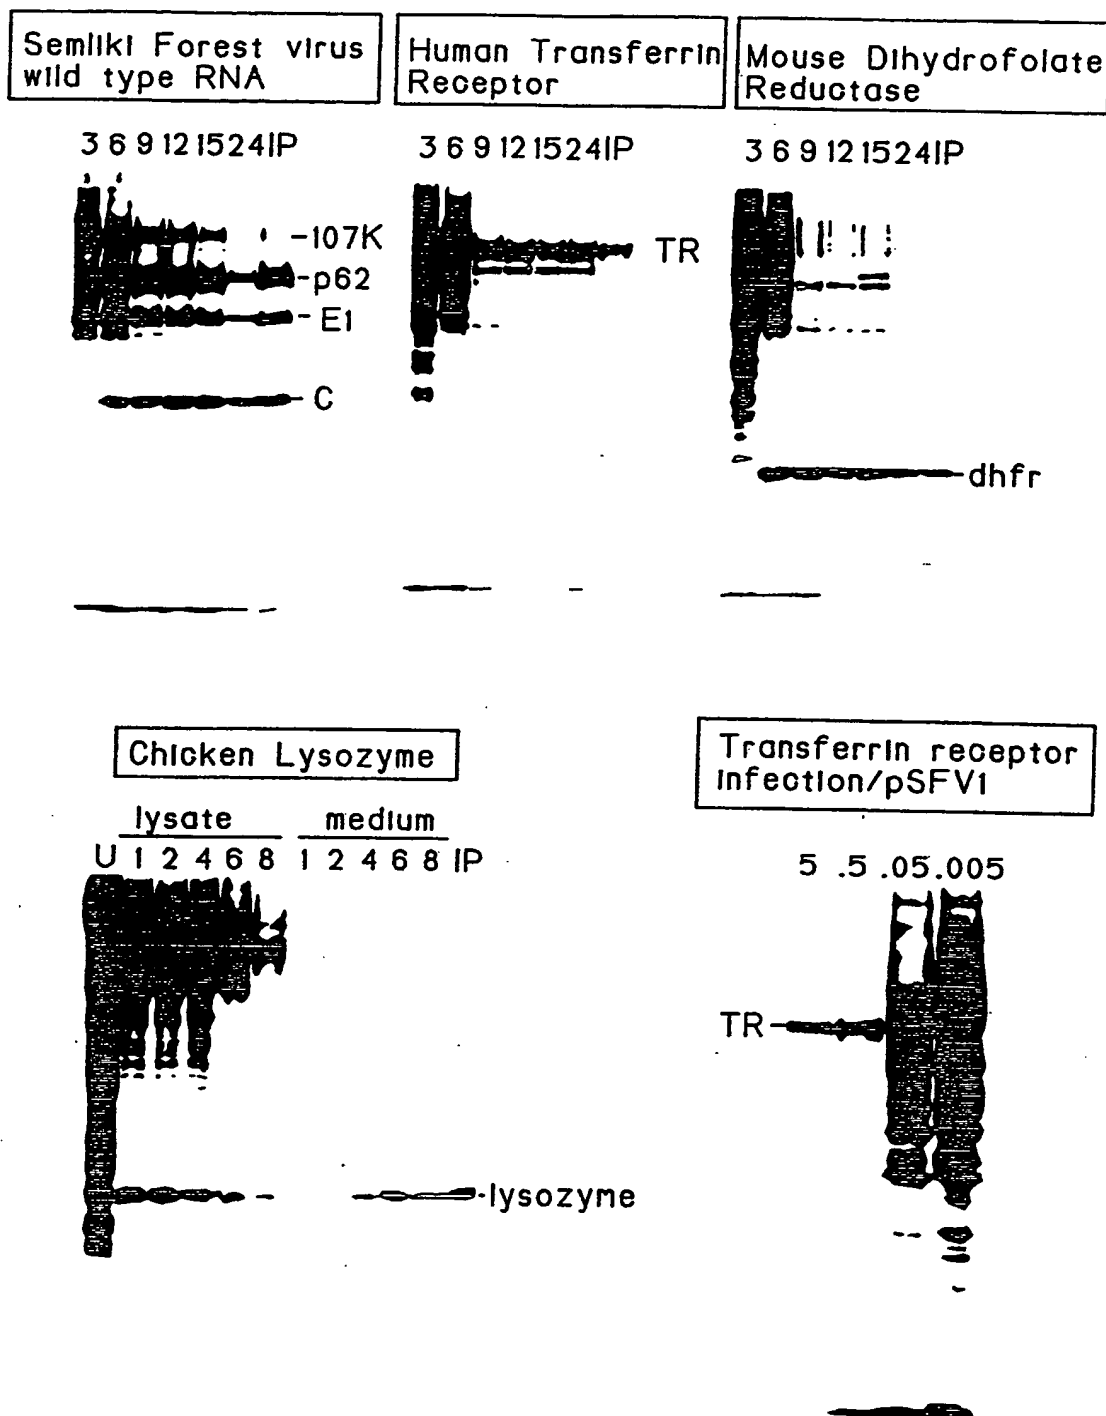 Semliki Forest virus
wild type RNA
Human Transferrin
Receptor
Mouse Dihydrofolate
Reductase
3 6 9 12 15 24 IP
3 6 9 12 15 24 IP
3 6 9 12 15 24 IP
-107K
-p62
-E1
-C
TR
-dhfr
Chicken Lysozyme
lysate medium
U 1 2 4 6 8 1 2 4 6 8 IP
-lysozyme
Transferrin receptor
infection/pSFV1
5 .5 .05 .005
TR-